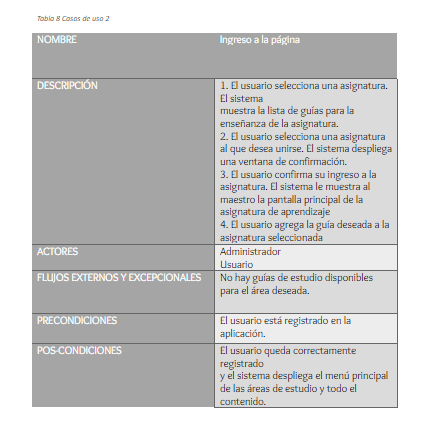 Tabla 8 Casos de uso 2
NOMBRE
Ingreso a la página
DESCRIPCIÓN
1. El usuario selecciona una asignatura.
El sistema
muestra la lista de guías para la
enseñanza de la asignatura.
2. El usuario selecciona una asignatura
al que desea unirse. El sistema despliega
una ventana de confirmación.
3. El usuario confirma su ingreso a la
asignatura. El sistema le muestra al
maestro la pantalla principal de la
asignatura de aprendizaje
4. El usuario agrega la guía deseada a la
asignatura seleccionada
ACTORES
Administrador
Usuario
FLUJOS EXTERNOS Y EXCEPCIONALES
No hay guías de estudio disponibles
para el área deseada.
PRECONDICIONES
El usuario está registrado en la
aplicación.
POS-CONDICIONES
El usuario queda correctamente
registrado
y el sistema despliega el menú principal
de las áreas de estudio y todo el
contenido.